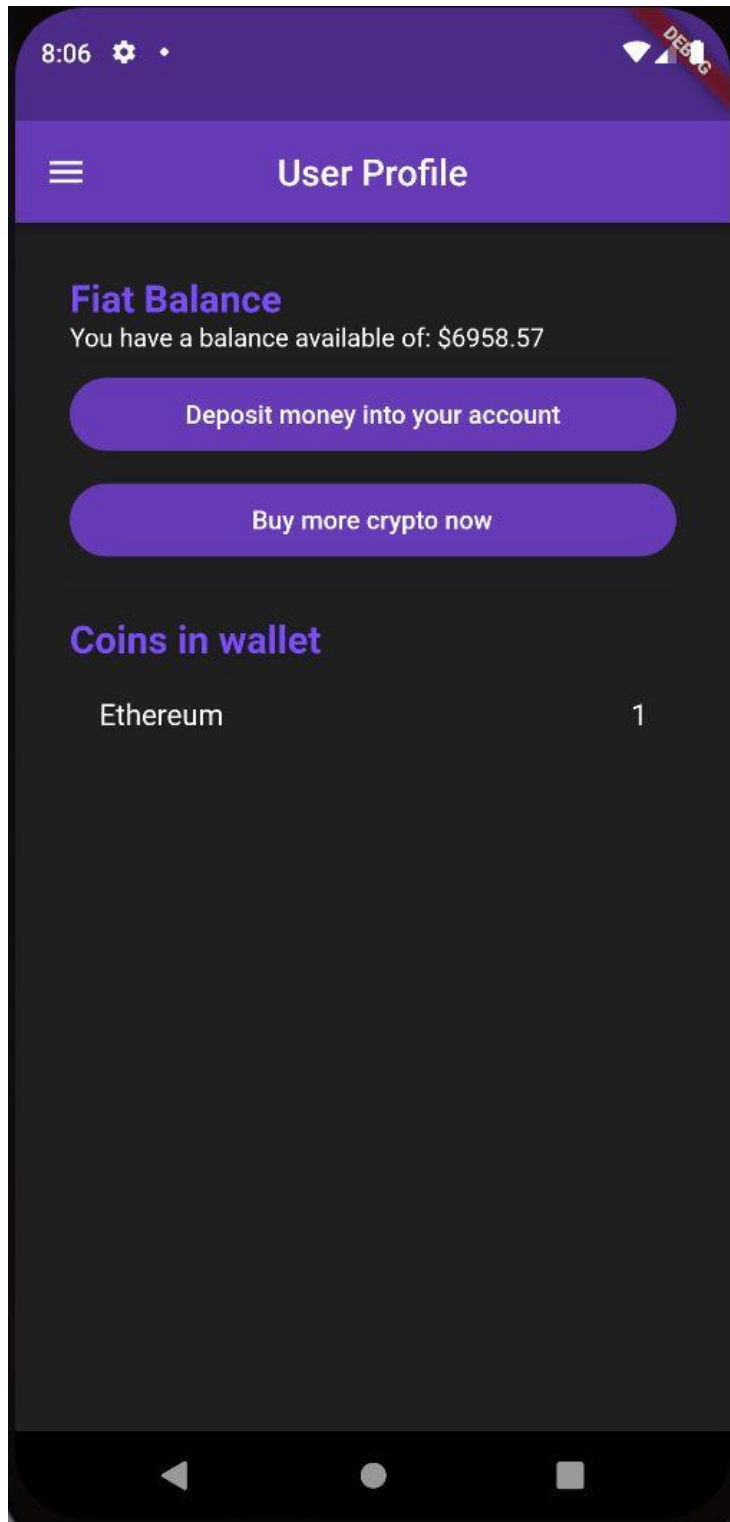 8:06
DEBUG
User Profile
Fiat Balance
You have a balance available of: $6958.57
Deposit money into your account
Buy more crypto now
Coins in wallet
Ethereum 1